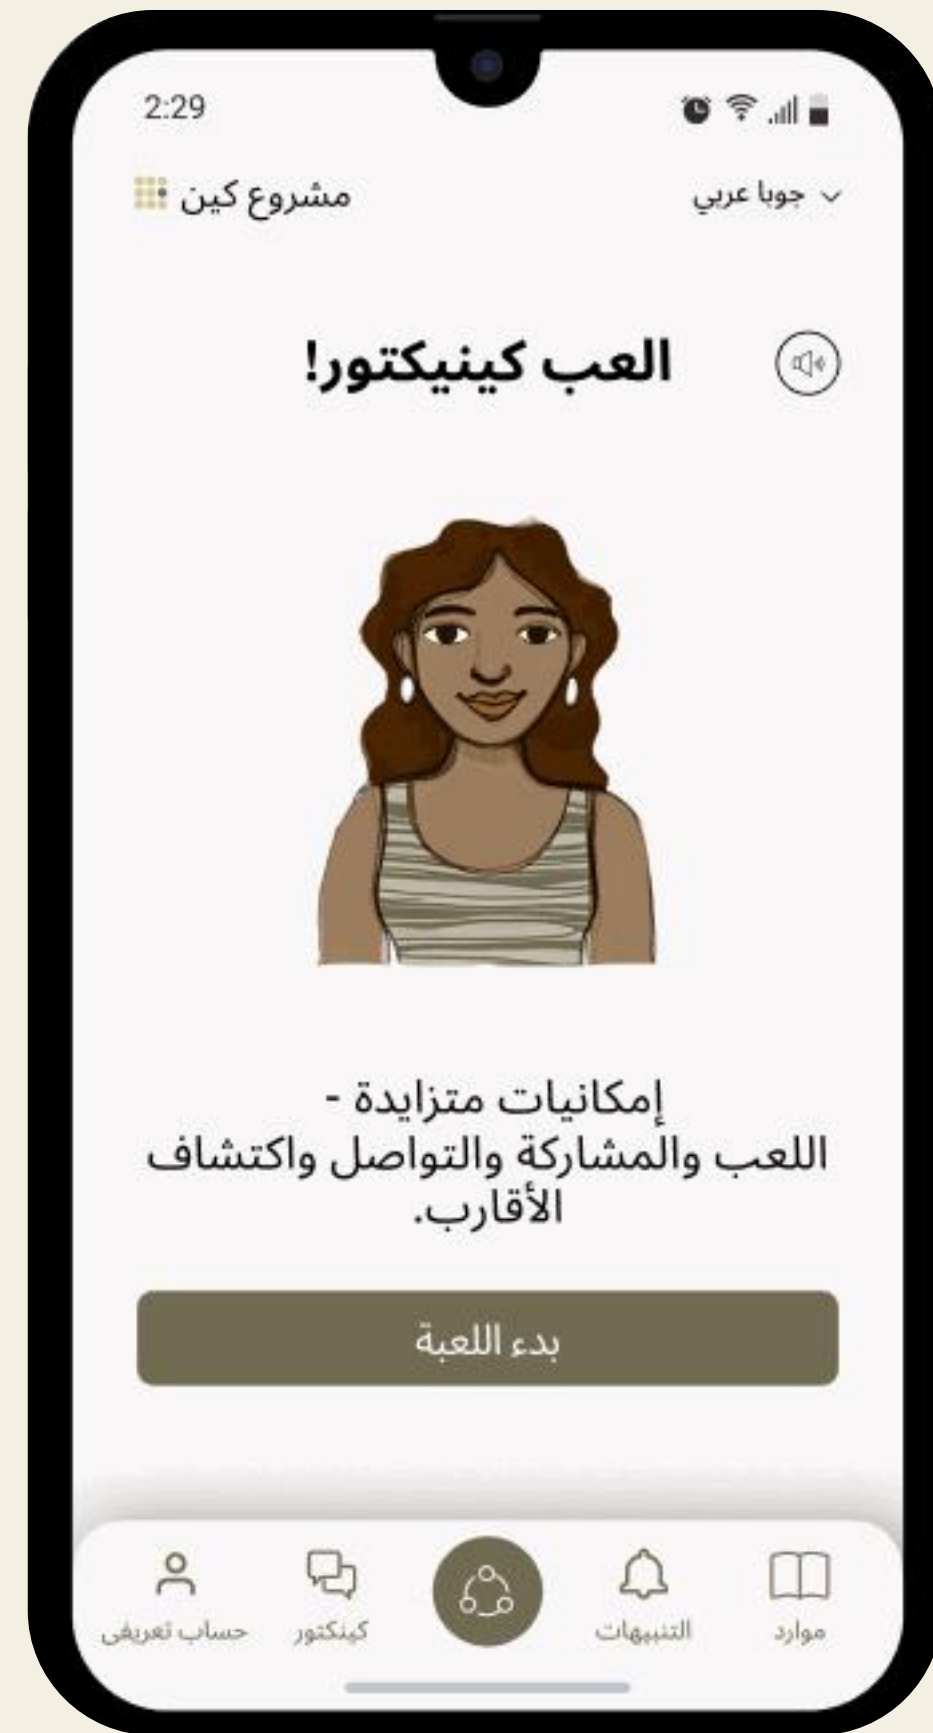 2:29
جوبا عربي
مشروع كين
العب كينيكتور!
إمكانيات متزايدة -
اللعب والمشاركة والتواصل واكتشاف
الأقارب.
بدء اللعبة
موارد
التنبيهات
كينكتور
حساب تعريفى